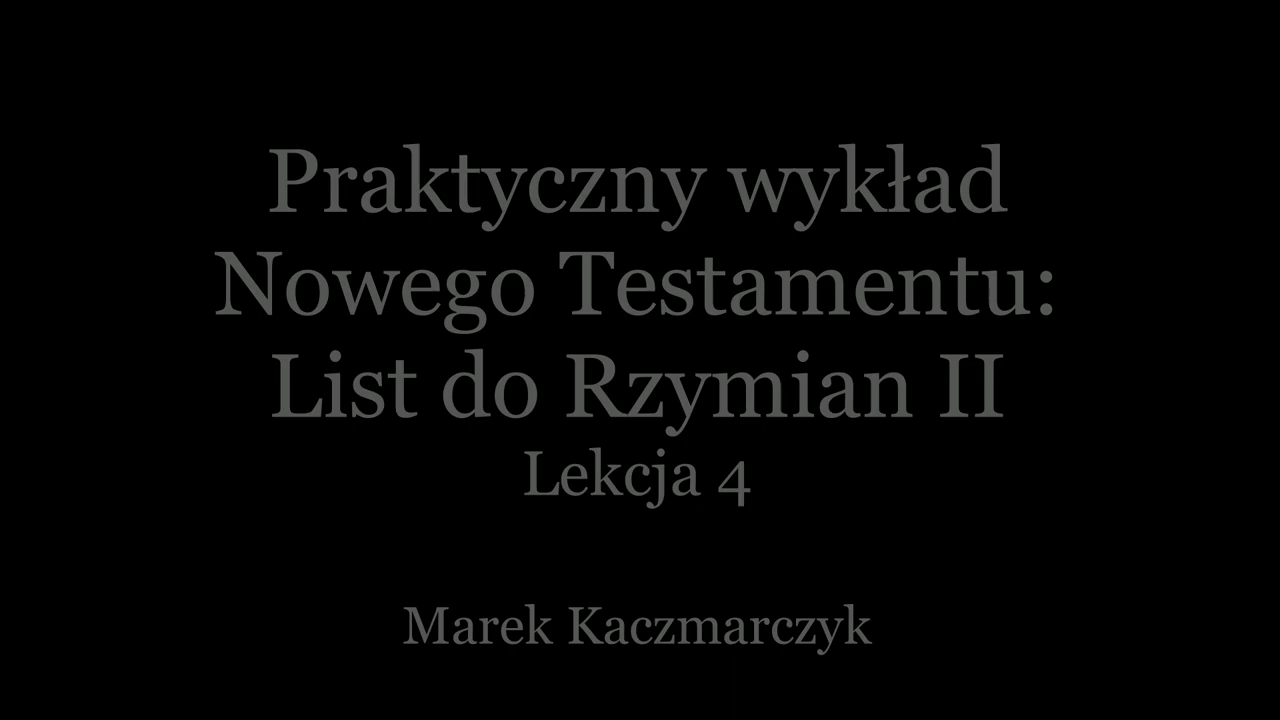 Praktyczny wykład
Nowego Testamentu:
List do Rzymian II
Lekcja 4
Marek Kaczmarczyk